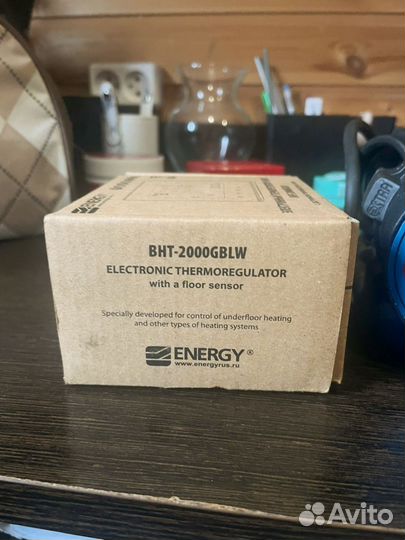 ENERGY
BHT-2000GBLW
ELECTRONIC THERMOREGULATOR
with a floor sensor
Specially developed for control of underfloor heating
and other types of heating systems
ENERGY®
www.energyrus.ru
Avito